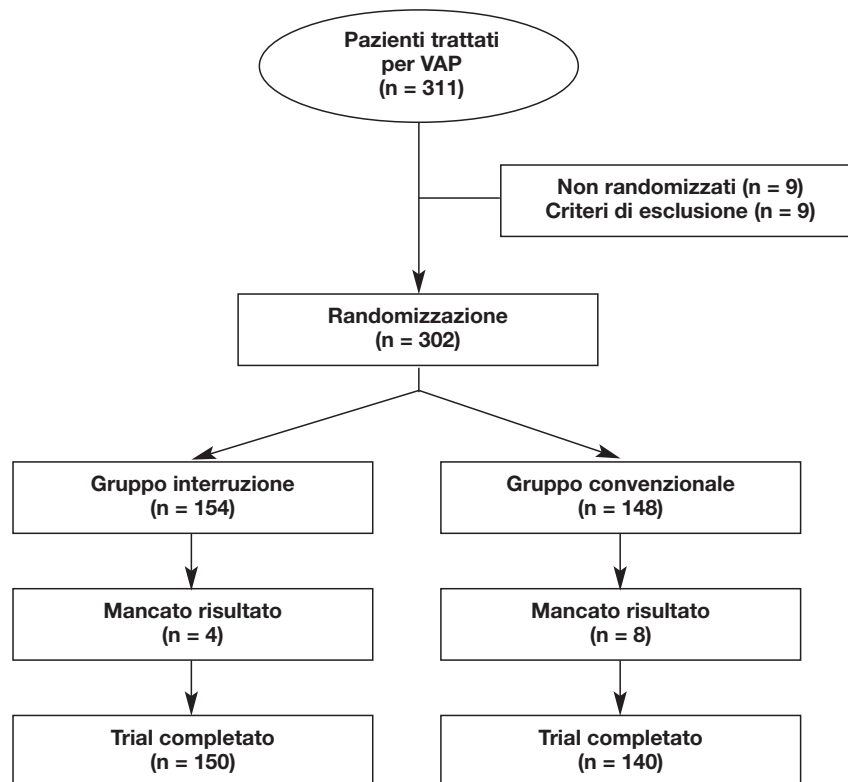 Pazienti trattati
per VAP
(n = 311)
Non randomizzati (n = 9)
Criteri di esclusione (n = 9)
Randomizzazione
(n = 302)
Gruppo interruzione
(n = 154)
Gruppo convenzionale
(n = 148)
Mancato risultato
(n = 4)
Mancato risultato
(n = 8)
Trial completato
(n = 150)
Trial completato
(n = 140)